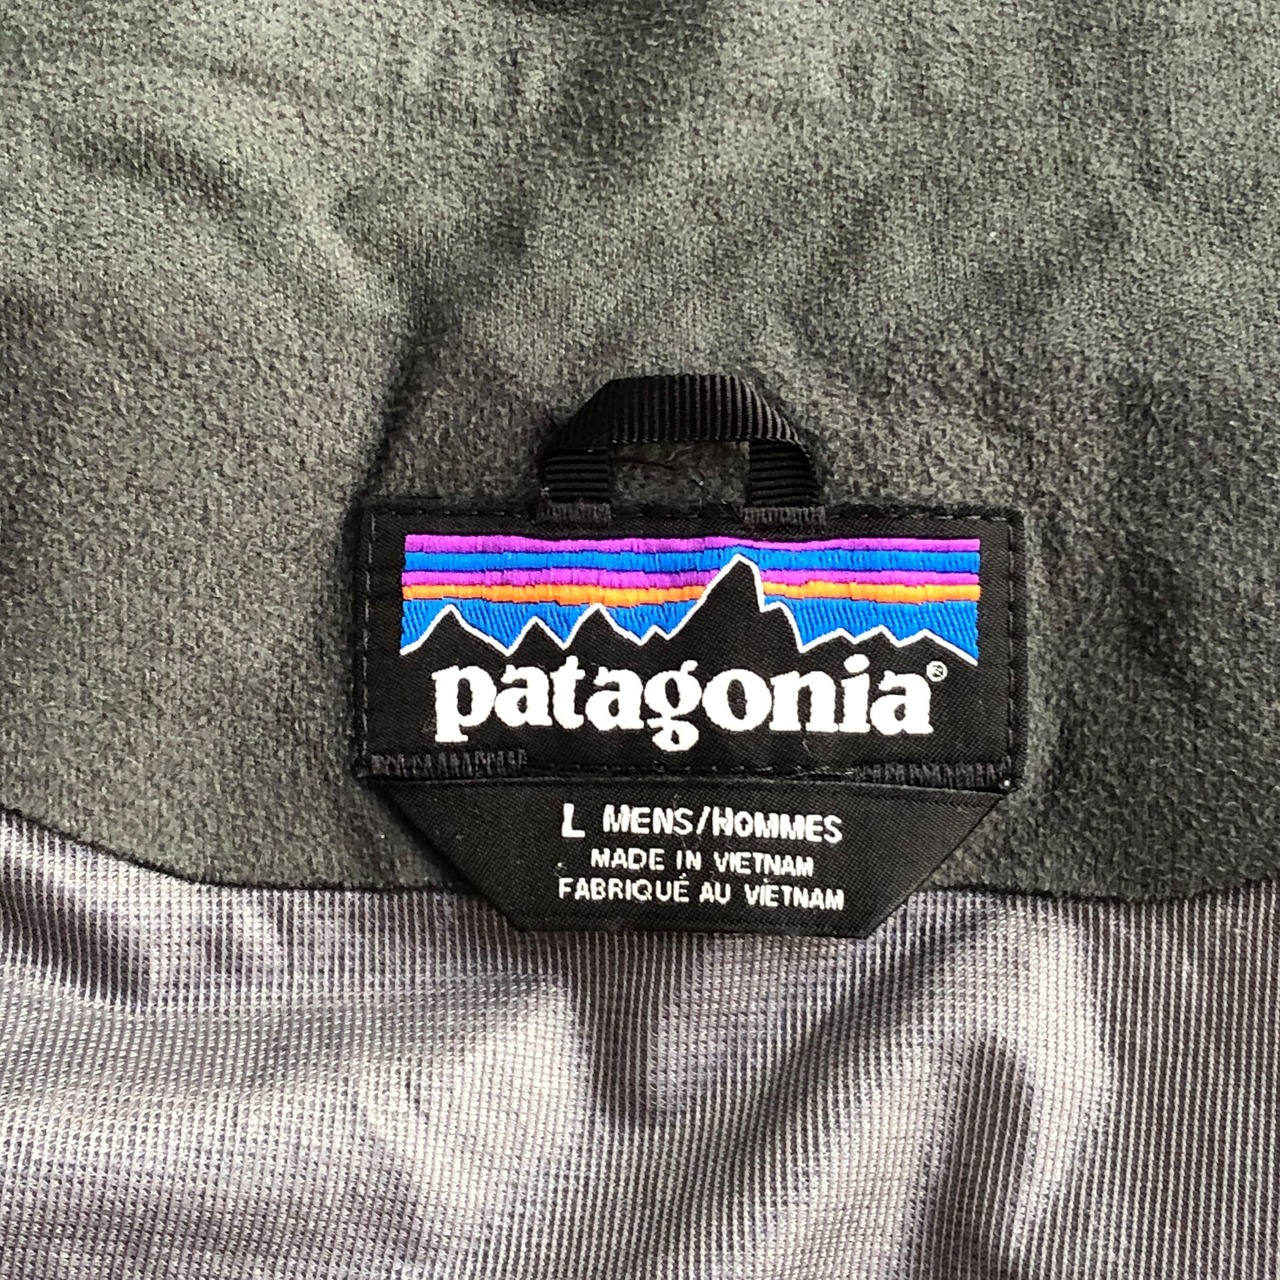 patagonia®
L MENS/HOMMES
MADE IN VIETNAM
FABRIQUÉ AU VIETNAM